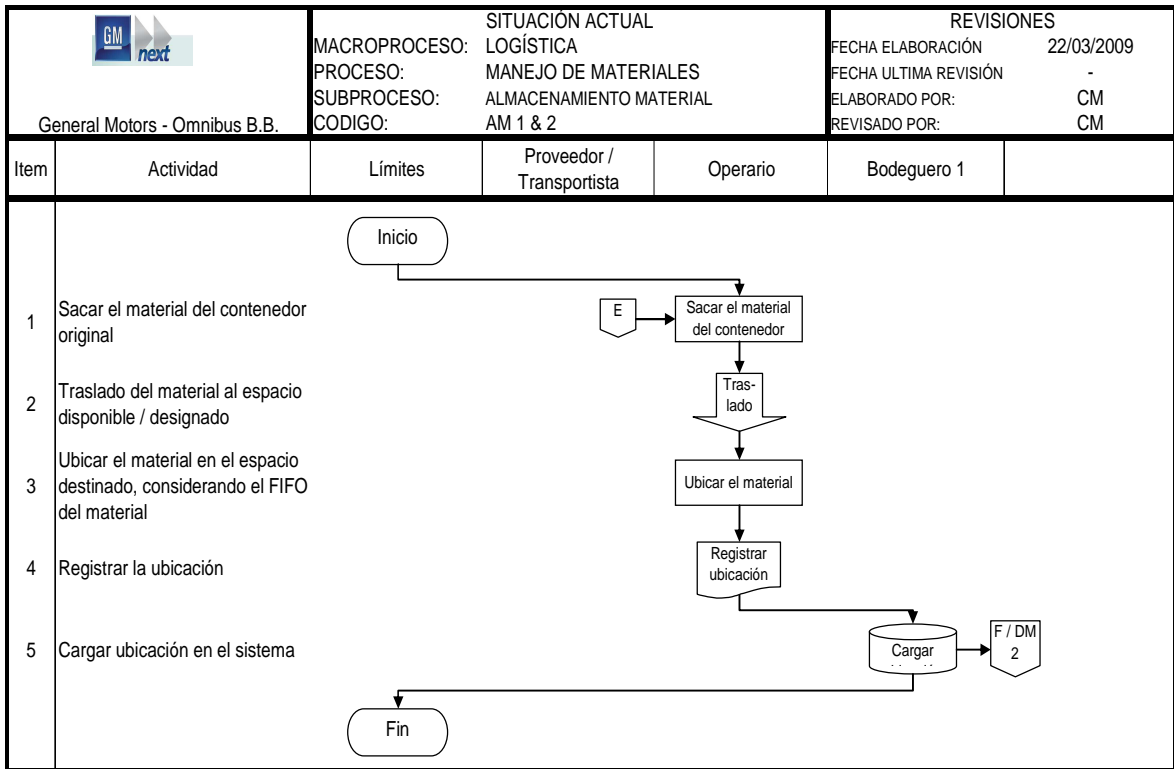 GM
next
General Motors - Omnibus B.B.
SITUACIÓN ACTUAL
MACROPROCESO: LOGÍSTICA
PROCESO: MANEJO DE MATERIALES
SUBPROCESO: ALMACENAMIENTO MATERIAL
CODIGO: AM 1 & 2
REVISIONES
FECHA ELABORACIÓN 22/03/2009
FECHA ULTIMA REVISIÓN -
ELABORADO POR: CM
REVISADO POR: CM
Item
Actividad
Límites
Proveedor /
Transportista
Operario
Bodeguero 1
Inicio
1
Sacar el material del contenedor
original
E
Sacar el material
del contenedor
2
Traslado del material al espacio
disponible / designado
Tras-
lado
3
Ubicar el material en el espacio
destinado, considerando el FIFO
del material
Ubicar el material
4
Registrar la ubicación
Registrar
ubicación
5
Cargar ubicación en el sistema
Cargar
F / DM
2
Fin